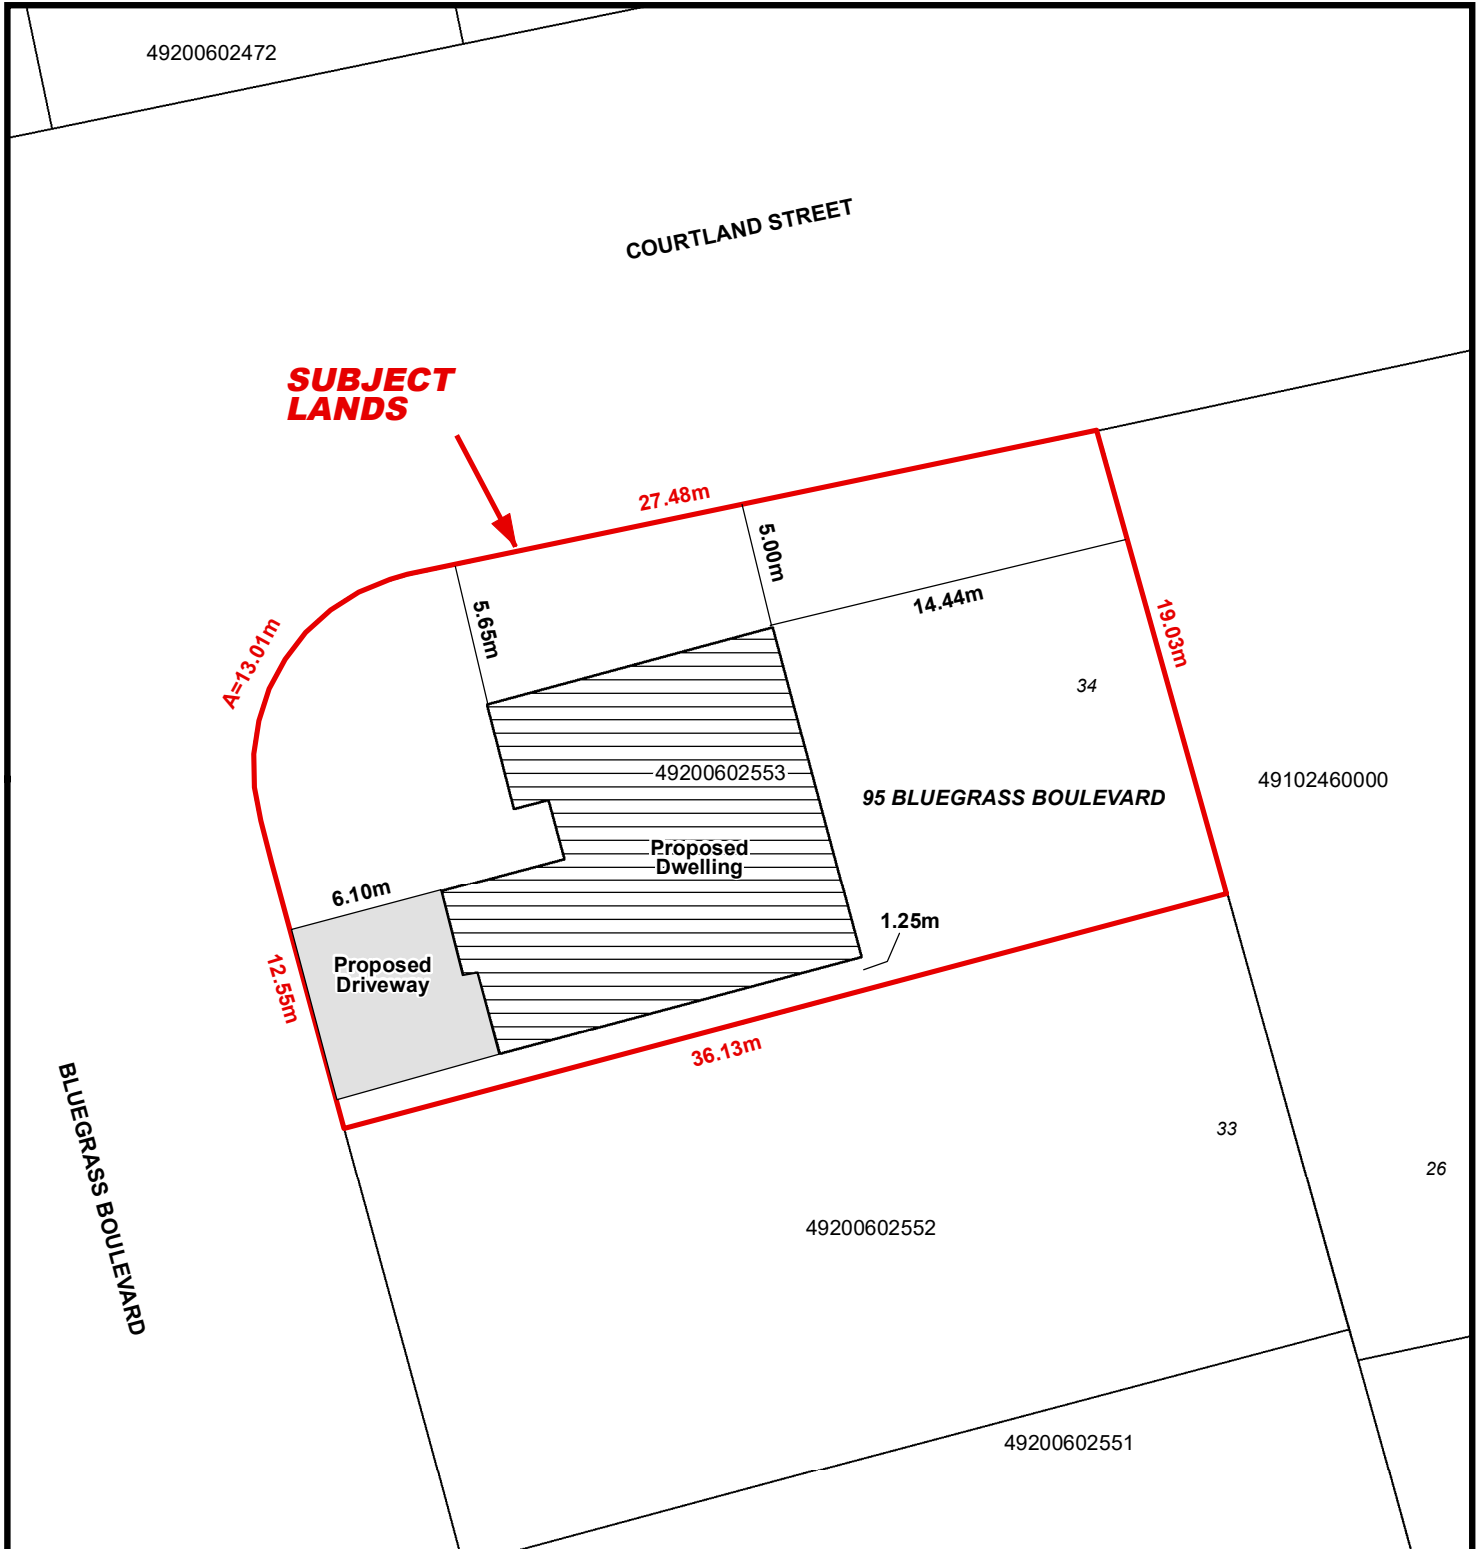 49200602472
COURTLAND STREET
SUBJECT
LANDS
27.48m
5.00m
5.65m
14.44m
19.03m
A=13.01m
34
49200602553
95 BLUEGRASS BOULEVARD
49102460000
Proposed
Dwelling
6.10m
1.25m
Proposed
Driveway
12.55m
36.13m
BLUEGRASS BOULEVARD
33
26
49200602552
49200602551